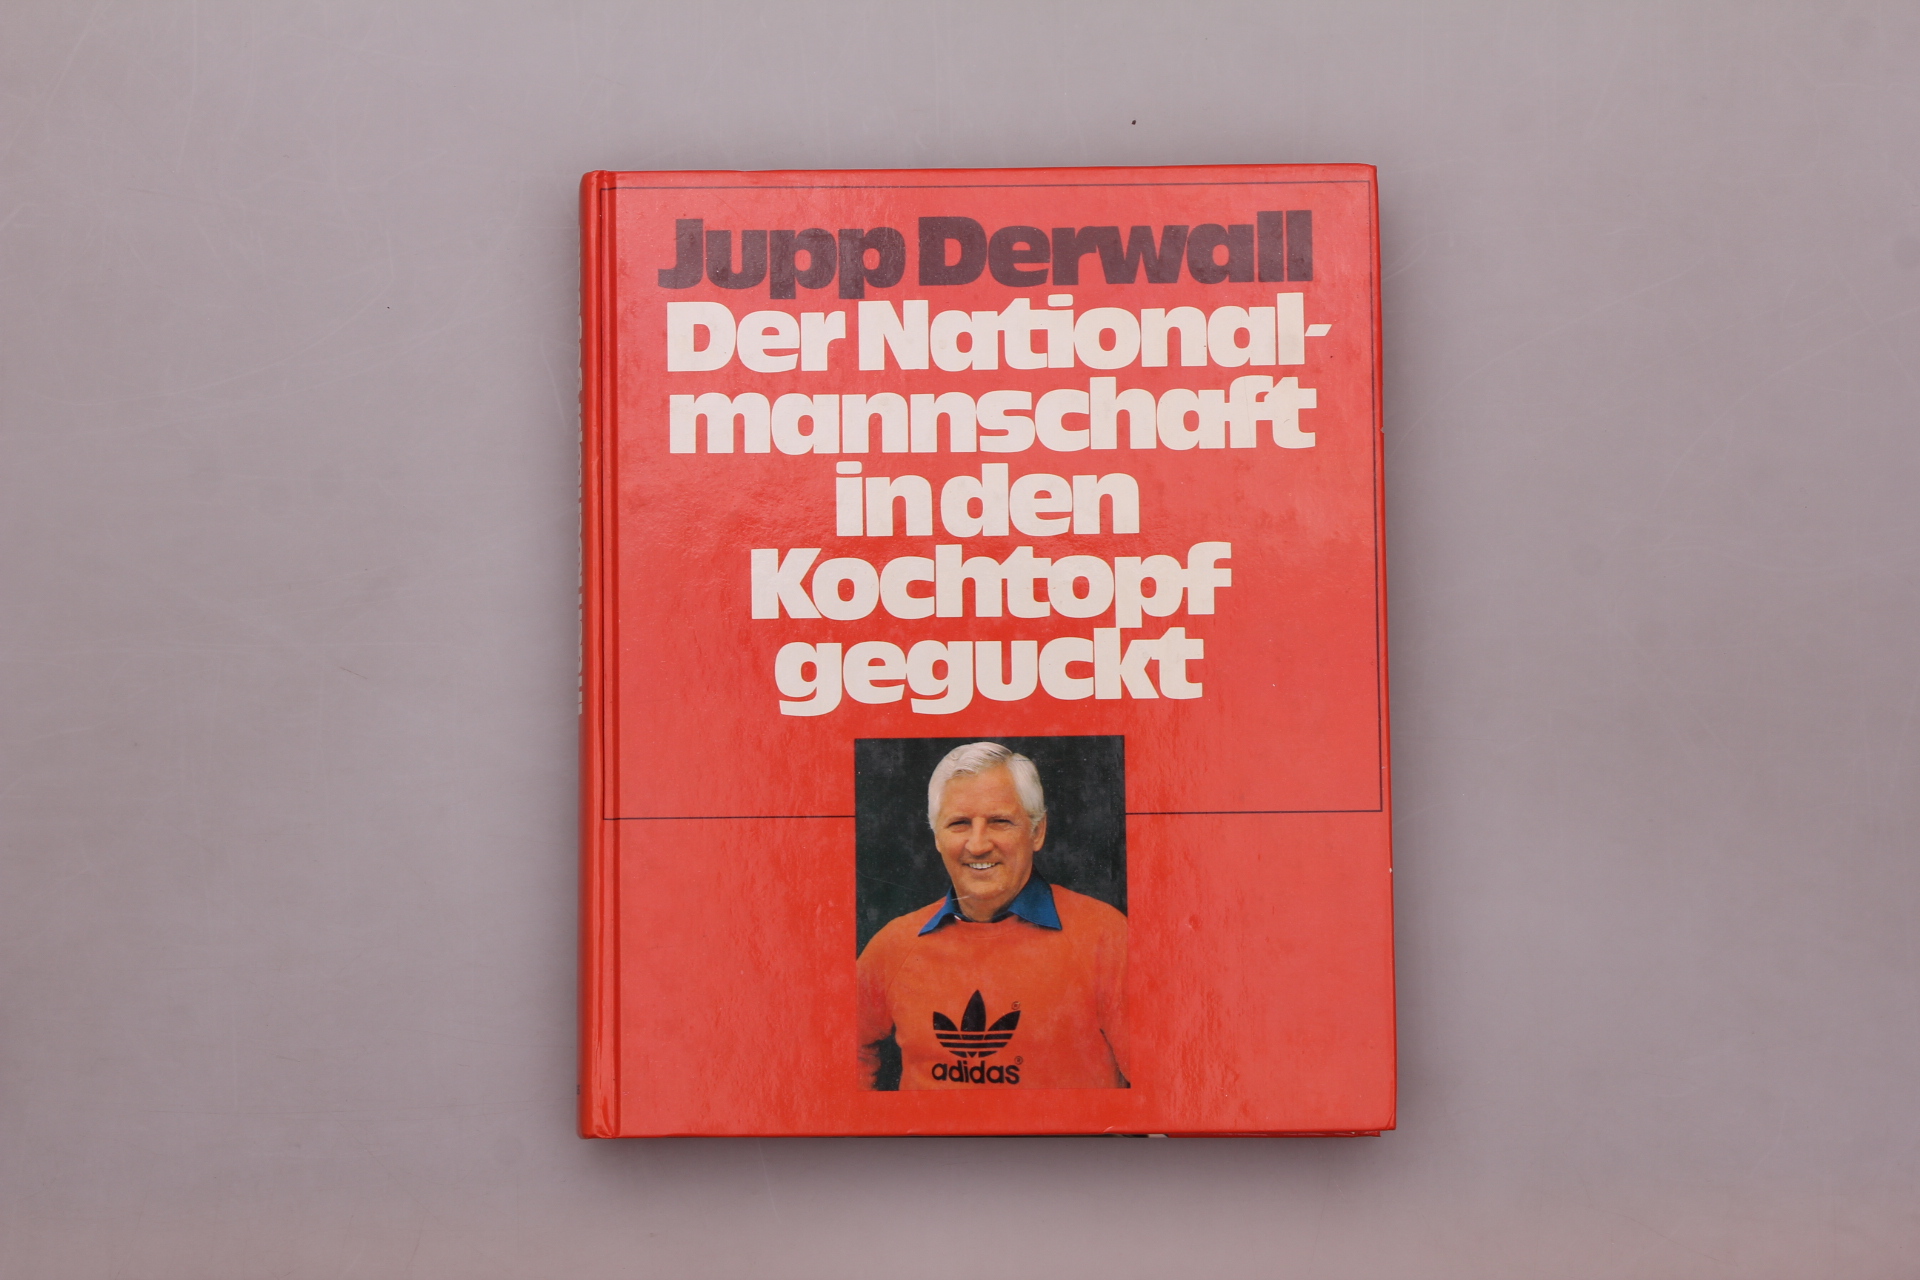 Jupp Derwall
Der National-
mannschaft
in den
Kochtopf
geguckt
adidas